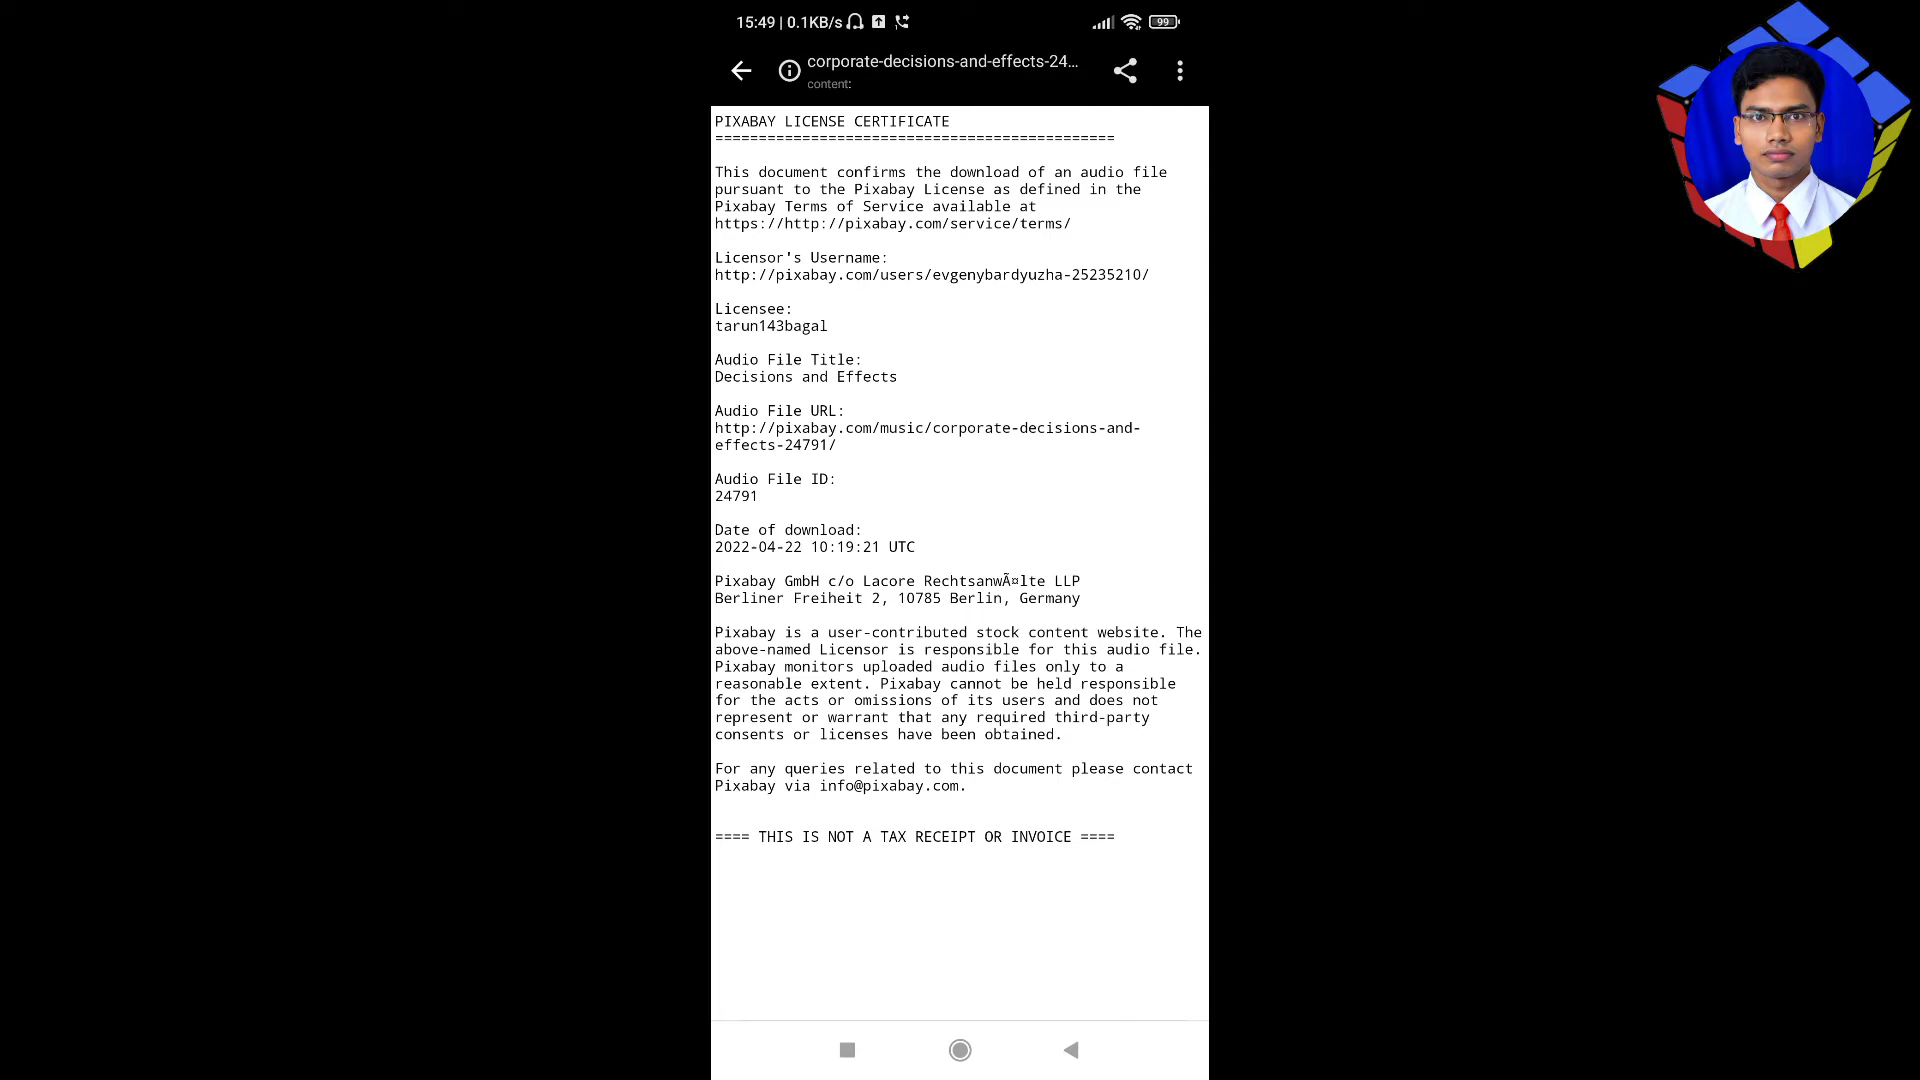 15:49 | 0.1KB/s
99
corporate-decisions-and-effects-24...
content:
PIXABAY LICENSE CERTIFICATE
==============================================
This document confirms the download of an audio file
pursuant to the Pixabay License as defined in the
Pixabay Terms of Service available at
https://http://pixabay.com/service/terms/
Licensor's Username:
http://pixabay.com/users/evgenybardyuzha-25235210/
Licensee:
tarun143bagal
Audio File Title:
Decisions and Effects
Audio File URL:
http://pixabay.com/music/corporate-decisions-and-
effects-24791/
Audio File ID:
24791
Date of download:
2022-04-22 10:19:21 UTC
Pixabay GmbH c/o Lacore RechtsanwÃ¤lte LLP
Berliner Freiheit 2, 10785 Berlin, Germany
Pixabay is a user-contributed stock content website. The
above-named Licensor is responsible for this audio file.
Pixabay monitors uploaded audio files only to a
reasonable extent. Pixabay cannot be held responsible
for the acts or omissions of its users and does not
represent or warrant that any required third-party
consents or licenses have been obtained.
For any queries related to this document please contact
Pixabay via info@pixabay.com.
==== THIS IS NOT A TAX RECEIPT OR INVOICE ====